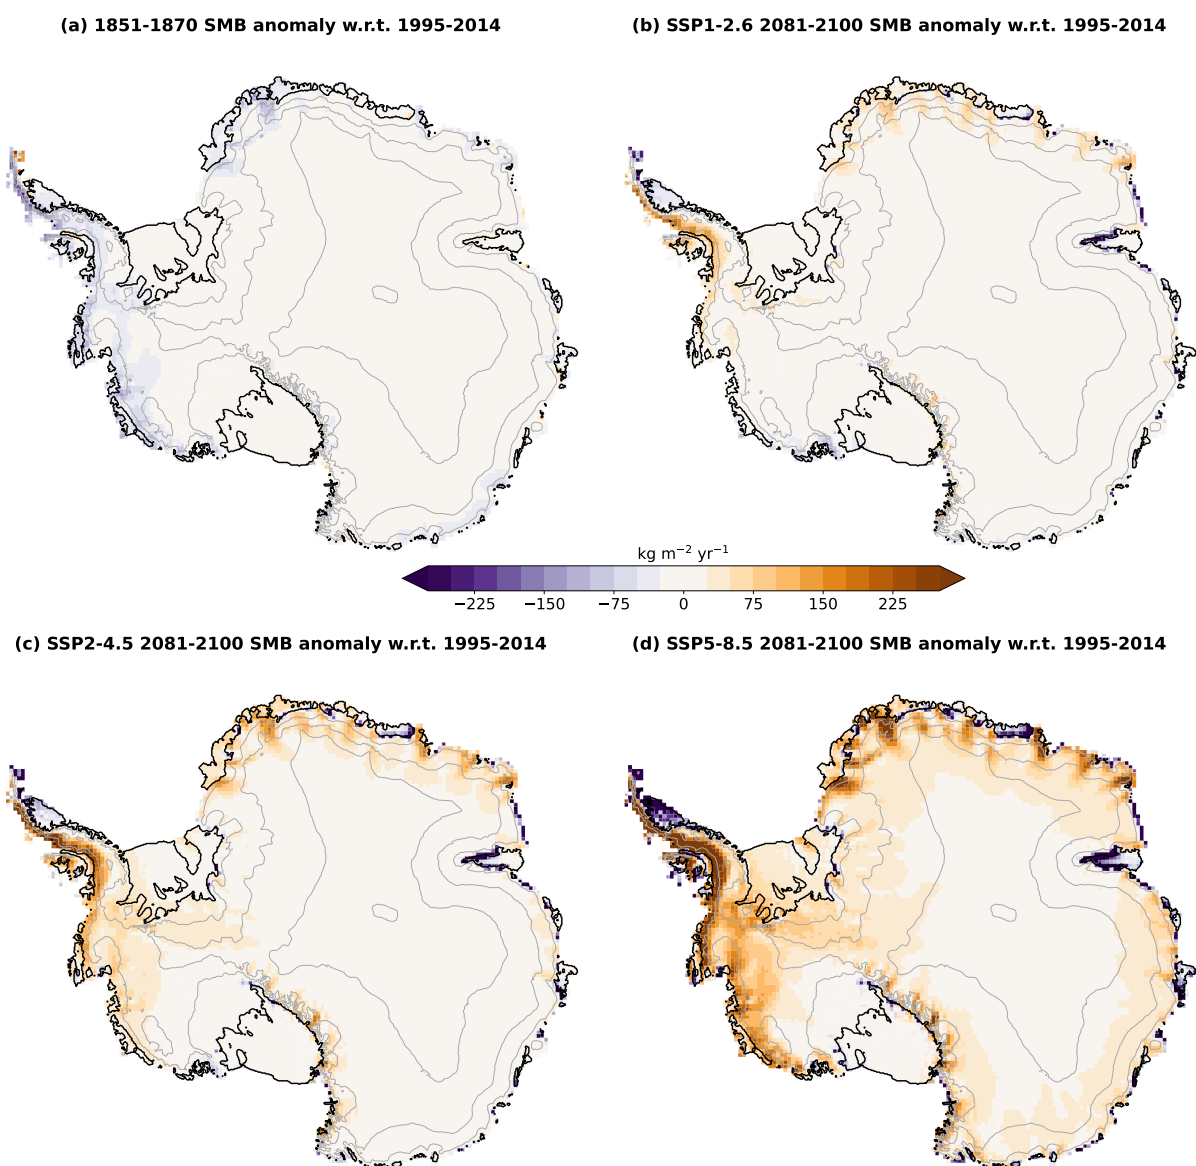 (a) 1851-1870 SMB anomaly w.r.t. 1995-2014
(b) SSP1-2.6 2081-2100 SMB anomaly w.r.t. 1995-2014
kg m⁻² yr⁻¹
−225 −150 −75 0 75 150 225
(c) SSP2-4.5 2081-2100 SMB anomaly w.r.t. 1995-2014
(d) SSP5-8.5 2081-2100 SMB anomaly w.r.t. 1995-2014